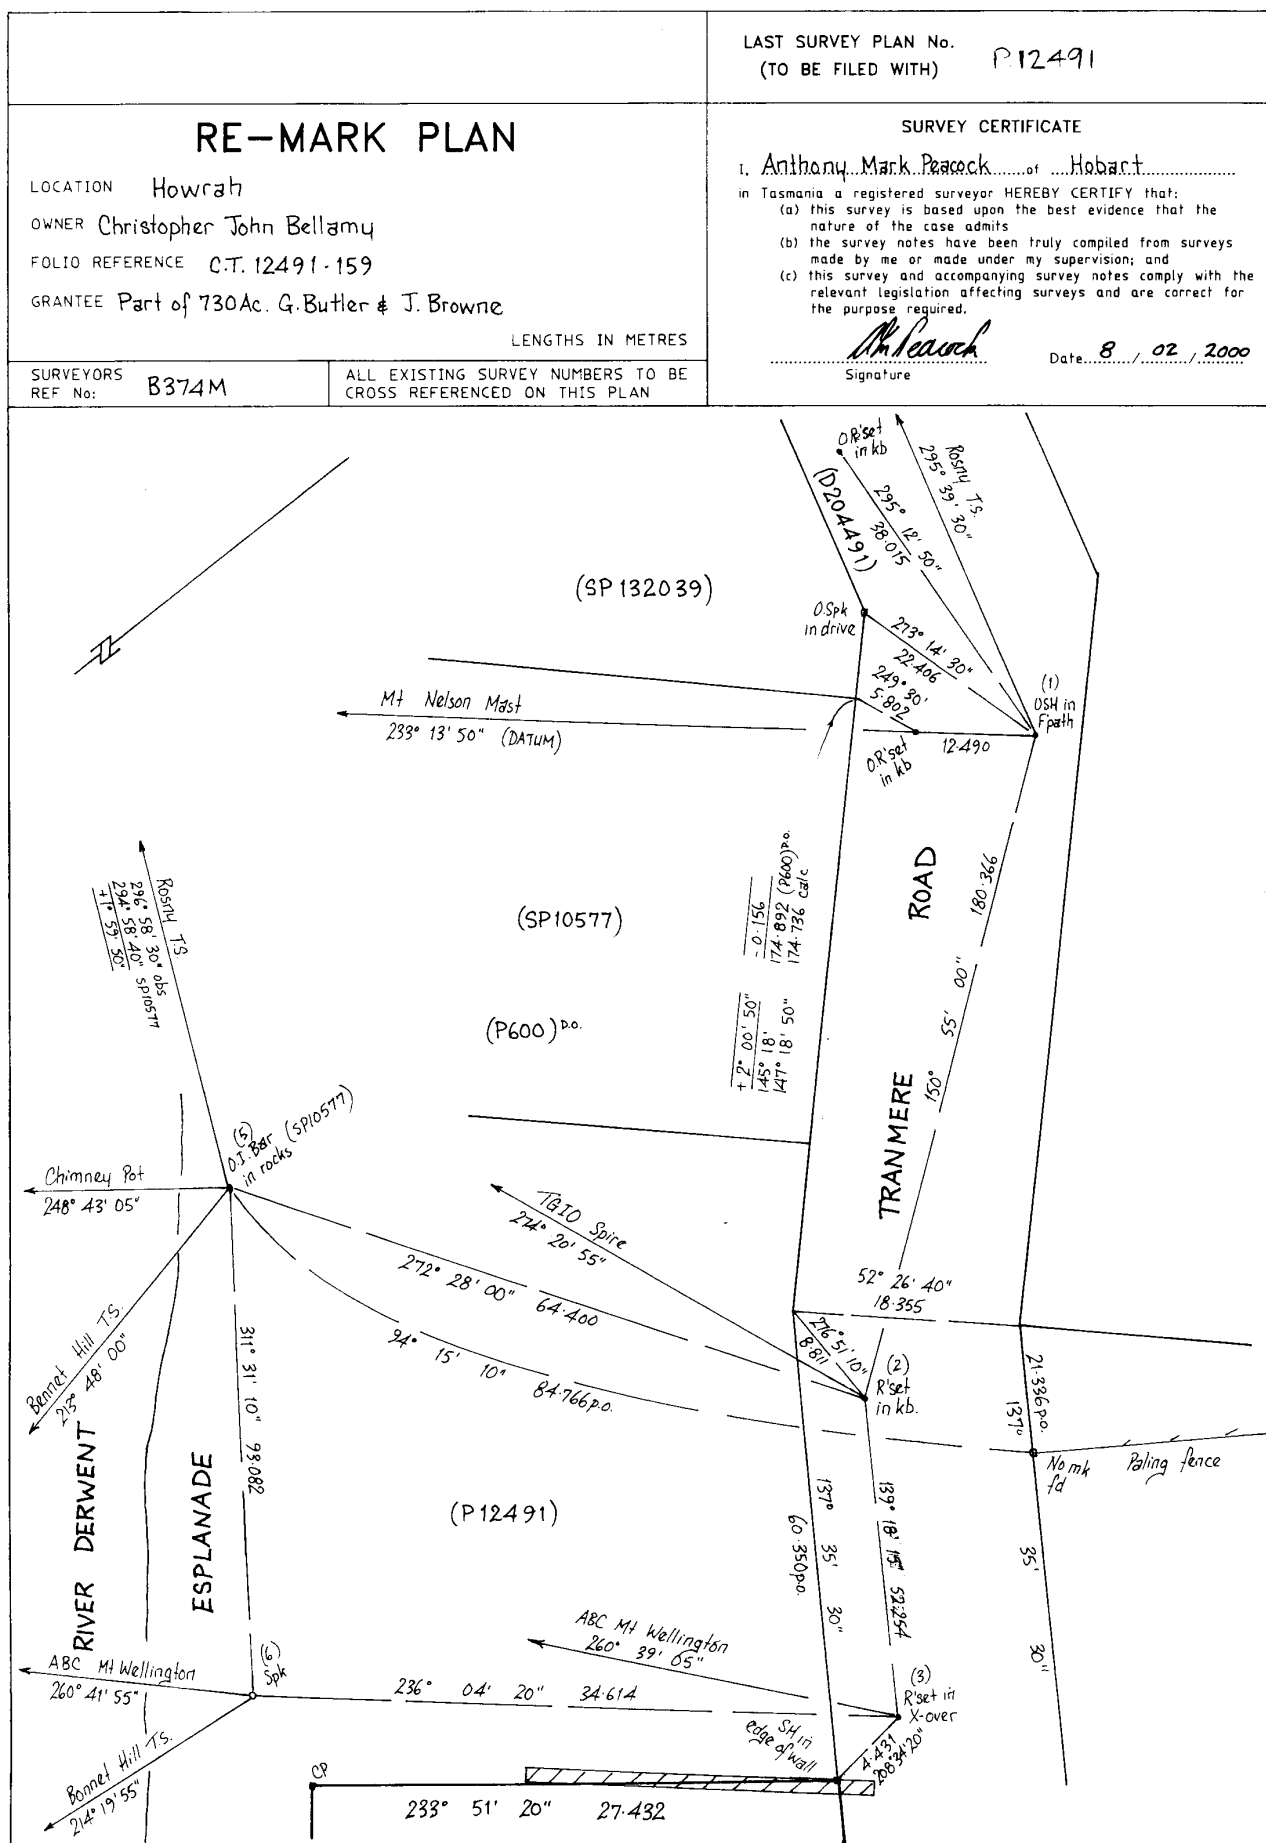 LAST SURVEY PLAN No.
(TO BE FILED WITH) P.12491
RE-MARK PLAN
LOCATION Howrah
OWNER Christopher John Bellamy
FOLIO REFERENCE C.T. 12491-159
GRANTEE Part of 730Ac. G.Butler & J. Browne
LENGTHS IN METRES
SURVEYORS
REF No: B374M
ALL EXISTING SURVEY NUMBERS TO BE
CROSS REFERENCED ON THIS PLAN
SURVEY CERTIFICATE
I, Anthony Mark Peacock of Hobart
in Tasmania a registered surveyor HEREBY CERTIFY that:
(a) this survey is based upon the best evidence that the
nature of the case admits
(b) the survey notes have been truly compiled from surveys
made by me or made under my supervision; and
(c) this survey and accompanying survey notes comply with the
relevant legislation affecting surveys and are correct for
the purpose required.
AM Peacock
Signature
Date 8 / 02 / 2000
O.R'set
in kb
Rosny T.S.
295° 39' 30"
295° 12' 50"
38.015
(D204491)
(SP 132039)
O.Spk
in drive
273° 14' 30"
22.406
249° 30'
5.802
(1)
OSH in
F'path
Mt Nelson Mast
233° 13' 50" (DATUM)
O.R'set
in kb
12.490
Rosny T.S.
296° 58' 30" obs
294° 58' 40" SP10577
+1° 59' 50"
(SP10577)
-0.156
174.892 (P600) D.O.
174.736 calc
ROAD
180.366
(P600) D.O.
+2° 00' 50"
145° 18'
147° 18' 50"
150° 55' 00"
TRANMERE
(5)
O.I.Bar (SP10577)
in rocks
Chimney Pot
248° 43' 05"
TGIO Spire
274° 20' 55"
272° 28' 00" 64.400
52° 26' 40"
18.355
Bennet Hill T.S.
213° 48' 00"
311° 31' 10" 93.082
94° 15' 10" 84.766p.o.
276° 51' 10"
8.811
(2)
R'set
in kb.
21.336p.o.
137° 35' 30"
No mk
fd
Paling fence
RIVER DERWENT
ESPLANADE
(P12491)
137° 35' 30"
60.350p.o.
139° 18' 15" 52.254
ABC Mt Wellington
260° 39' 05"
ABC Mt Wellington
260° 41' 55"
(6)
Spk
236° 04' 20" 34.614
(3)
R'set in
X-over
SH in
edge of wall
4.431
208° 34' 20"
Bonnet Hill T.S.
214° 19' 55"
CP
233° 51' 20" 27.432